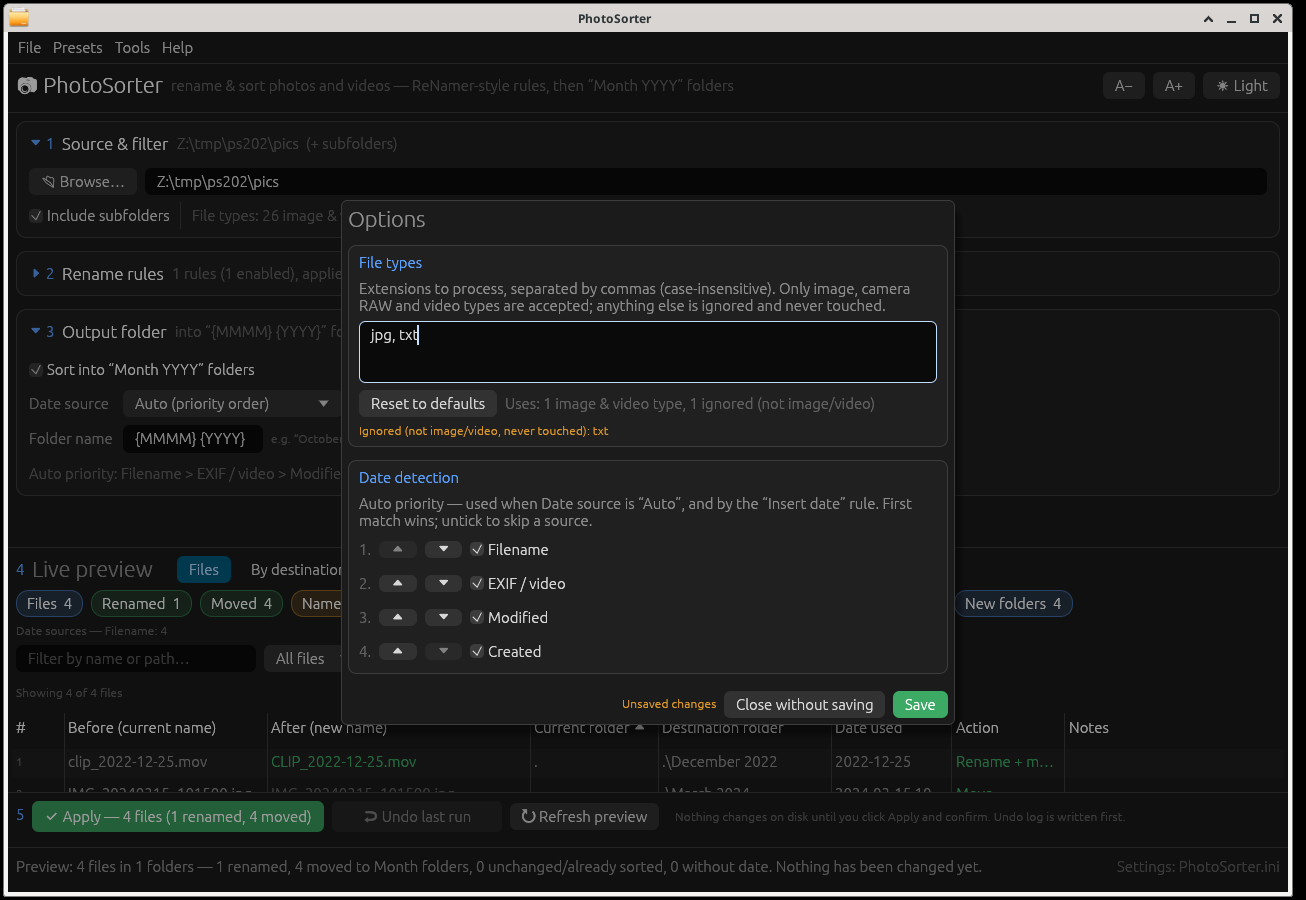 PhotoSorter
File Presets Tools Help
PhotoSorter rename & sort photos and videos — ReNamer-style rules, then “Month YYYY” folders
A− A+ ☀ Light
1 Source & filter Z:\tmp\ps202\pics (+ subfolders)
Browse… Z:\tmp\ps202\pics
Include subfolders File types: 26 image &
2 Rename rules 1 rules (1 enabled), applie
3 Output folder into “{MMMM} {YYYY}” fo
Sort into “Month YYYY” folders
Date source Auto (priority order)
Folder name {MMMM} {YYYY} e.g. “October
Auto priority: Filename > EXIF / video > Modifie
Options
File types
Extensions to process, separated by commas (case-insensitive). Only image, camera
RAW and video types are accepted; anything else is ignored and never touched.
jpg, txt
Reset to defaults Uses: 1 image & video type, 1 ignored (not image/video)
Ignored (not image/video, never touched): txt
Date detection
Auto priority — used when Date source is “Auto”, and by the “Insert date” rule. First
match wins; untick to skip a source.
1. Filename
2. EXIF / video
3. Modified
4. Created
Unsaved changes Close without saving Save
4 Live preview Files By destination
Files 4 Renamed 1 Moved 4 Name New folders 4
Date sources — Filename: 4
Filter by name or path… All files
Showing 4 of 4 files
# Before (current name) After (new name) Current folder Destination folder Date used Action Notes
1 clip_2022-12-25.mov CLIP_2022-12-25.mov . .\December 2022 2022-12-25 Rename + m…
5 Apply — 4 files (1 renamed, 4 moved) Undo last run Refresh preview Nothing changes on disk until you click Apply and confirm. Undo log is written first.
Preview: 4 files in 1 folders — 1 renamed, 4 moved to Month folders, 0 unchanged/already sorted, 0 without date. Nothing has been changed yet. Settings: PhotoSorter.ini